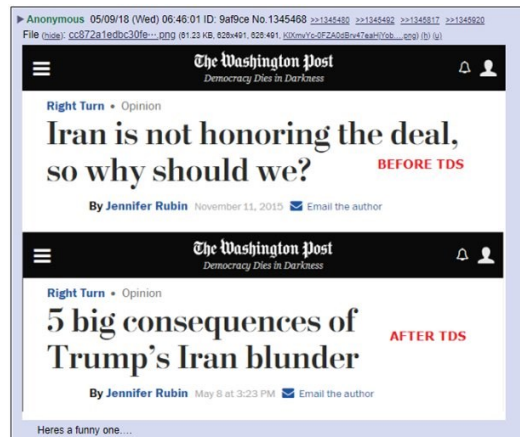 ▶ Anonymous 05/09/18 (Wed) 06:46:01 ID: 9af9ce No.1345468 >>1345480 >>1345492 >>1345817 >>1345920
File (hide): cc872a1edbc30fe⋯.png (61.23 KB, 628x491, 628:491, (h) (u)
The Washington Post
Democracy Dies in Darkness
Right Turn • Opinion
Iran is not honoring the deal,
so why should we?
BEFORE TDS
By Jennifer Rubin November 11, 2015 Email the author
The Washington Post
Democracy Dies in Darkness
Right Turn • Opinion
5 big consequences of
Trump's Iran blunder
AFTER TDS
By Jennifer Rubin May 8 at 3:23 PM Email the author
Heres a funny one....